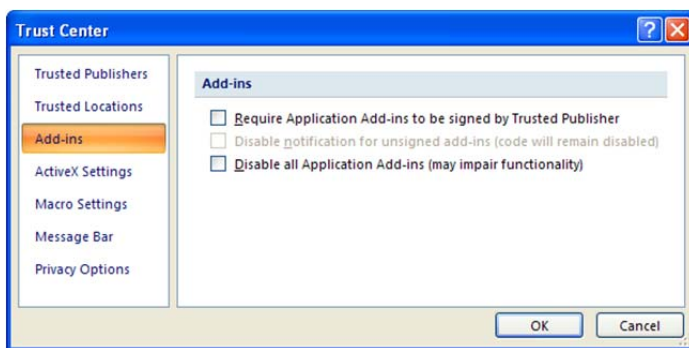 Trust Center
Trusted Publishers
Trusted Locations
Add-ins
ActiveX Settings
Macro Settings
Message Bar
Privacy Options
Add-ins
Require Application Add-ins to be signed by Trusted Publisher
Disable notification for unsigned add-ins (code will remain disabled)
Disable all Application Add-ins (may impair functionality)
OK
Cancel